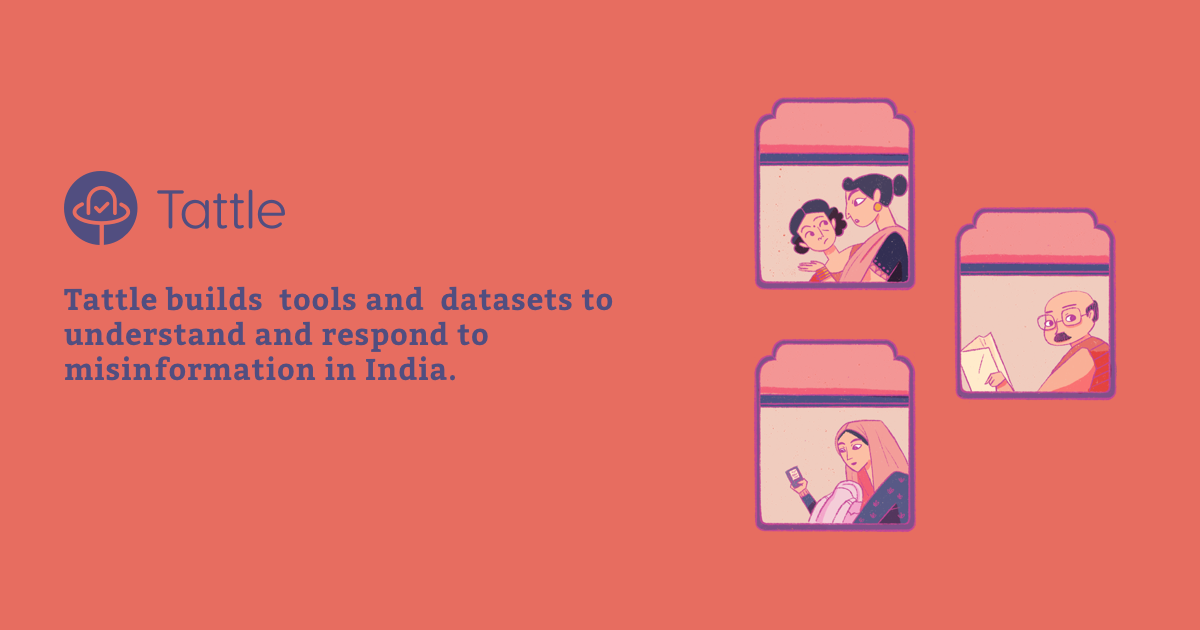 Tattle
Tattle builds  tools and  datasets to
understand and respond to
misinformation in India.